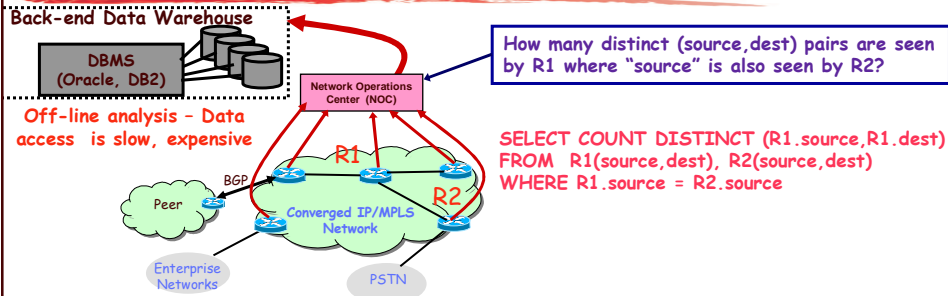 Back-end Data Warehouse
DBMS
(Oracle, DB2)
Off-line analysis – Data
access is slow, expensive
Network Operations
Center (NOC)
How many distinct (source,dest) pairs are seen
by R1 where “source” is also seen by R2?
SELECT COUNT DISTINCT (R1.source,R1.dest)
FROM R1(source,dest), R2(source,dest)
WHERE R1.source = R2.source
R1
BGP
Peer
R2
Converged IP/MPLS
Network
Enterprise
Networks
PSTN